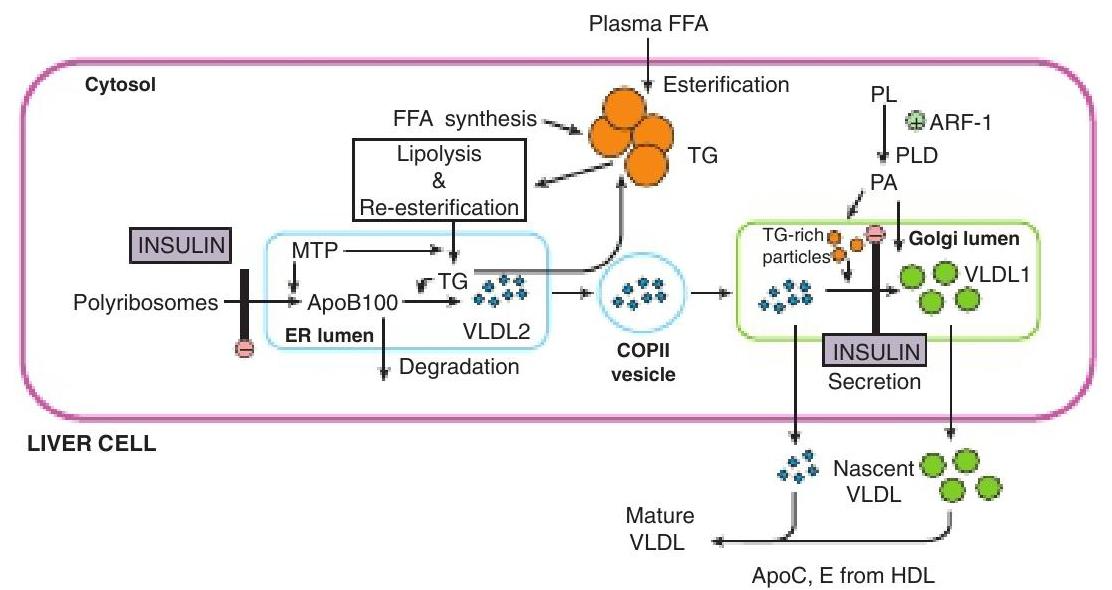 Plasma FFA
Cytosol
Esterification
FFA synthesis
TG
Lipolysis
&
Re-esterification
PL
+
ARF-1
PLD
PA
INSULIN
MTP
TG
Polyribosomes
ApoB100
ER lumen
VLDL2
−
Degradation
COPII
vesicle
TG-rich
particles
−
Golgi lumen
VLDL1
INSULIN
Secretion
LIVER CELL
Nascent
VLDL
Mature
VLDL
ApoC, E from HDL